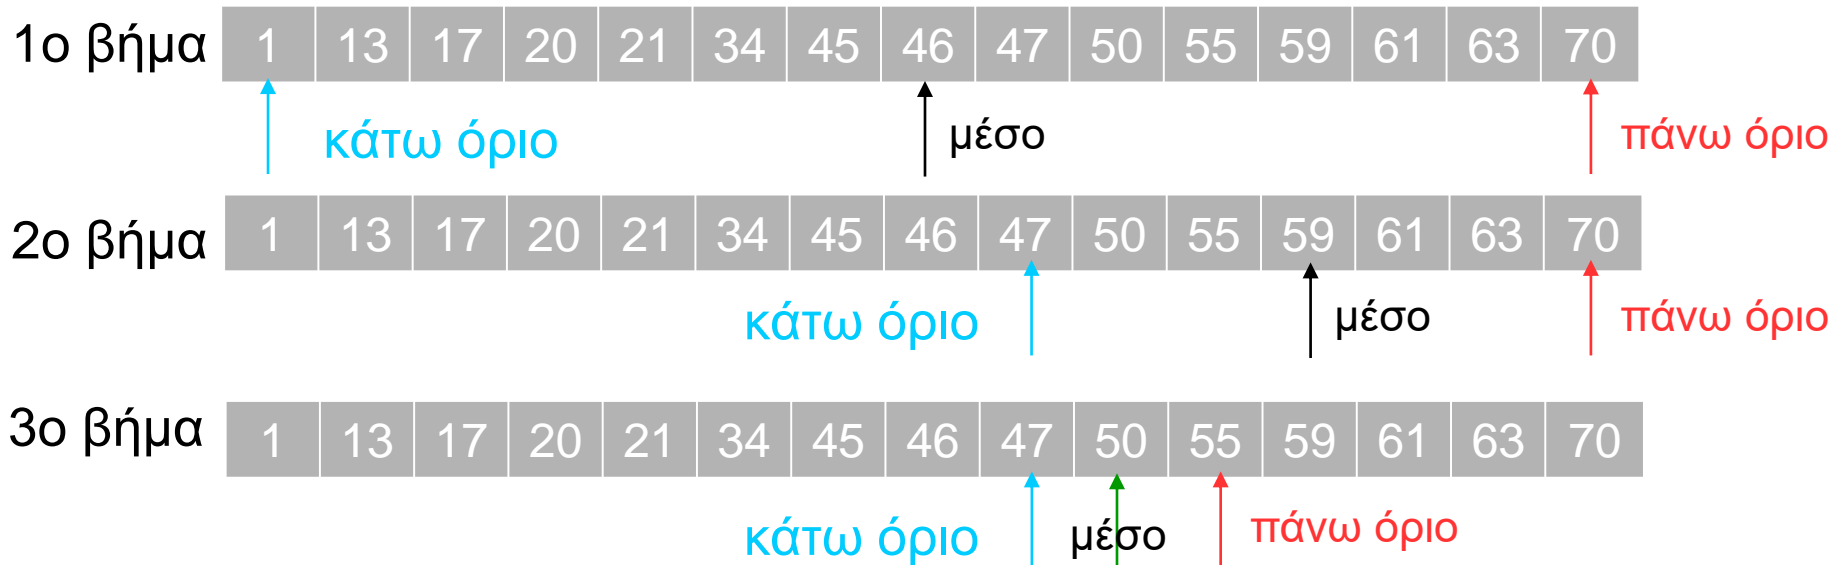 1ο βήμα 1 13 17 20 21 34 45 46 47 50 55 59 61 63 70
κάτω όριο μέσο πάνω όριο
2ο βήμα 1 13 17 20 21 34 45 46 47 50 55 59 61 63 70
κάτω όριο μέσο πάνω όριο
3ο βήμα 1 13 17 20 21 34 45 46 47 50 55 59 61 63 70
κάτω όριο μέσο πάνω όριο